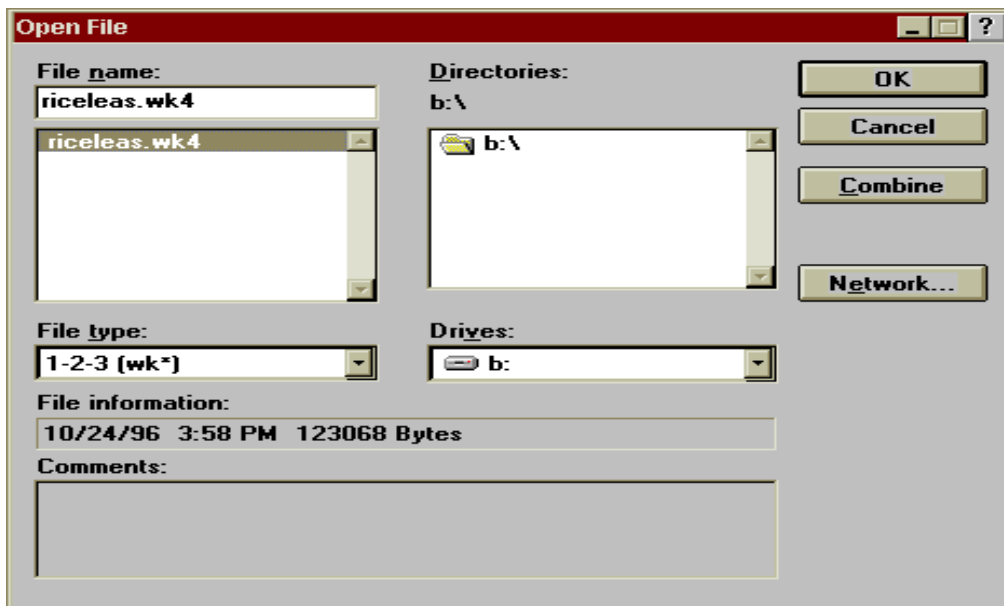 Open File
?
File name:
riceleas.wk4
riceleas.wk4
Directories:
b:\
b:\
OK
Cancel
Combine
Network...
File type:
1-2-3 (wk*)
Drives:
b:
File information:
10/24/96 3:58 PM 123068 Bytes
Comments: